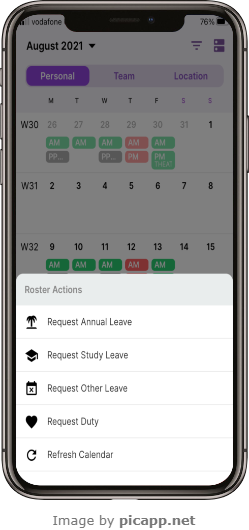 vodafone 76%
August 2021
Personal Team Location
M T W T F S S
W30 26 27 28 29 30 31 1
AM AM AM AM AM
PP... PP... PM PM
W31 2 3 4 5 6 7 8
W32 9 10 11 12 13 14 15
AM AM AM AM AM
Roster Actions
Request Annual Leave
Request Study Leave
Request Other Leave
Request Duty
Refresh Calendar
Image by picapp.net